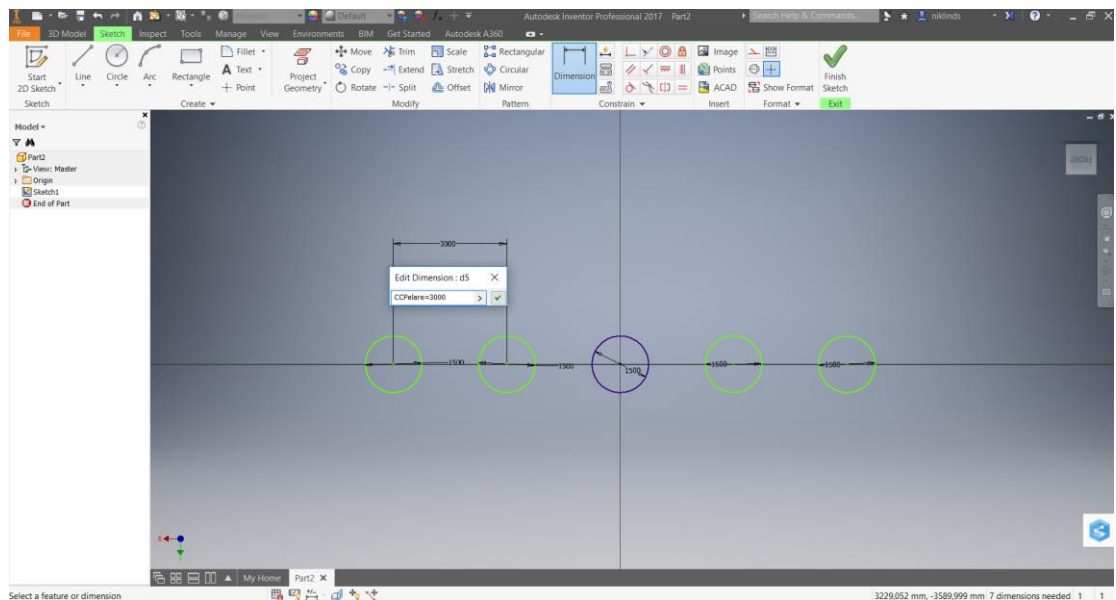 Autodesk Inventor Professional 2017 Part2
Search Help & Commands...
niklinds
Default
File 3D Model Sketch Inspect Tools Manage View Environments BIM Get Started Autodesk A360
Start 2D Sketch
Line
Circle
Arc
Rectangle
Fillet
Text
Point
Project Geometry
Move Trim Scale
Copy Extend Stretch
Rotate Split Offset
Rectangular
Circular
Mirror
Dimension
Image
Points
ACAD
Show Format
Finish Sketch
Sketch Create Modify Pattern Constrain Insert Format Exit
Model
Part2
View: Master
Origin
Sketch1
End of Part
FRONT
3000
Edit Dimension : d5
CCPelare=3000
1500 1500 1500 1500 1500
X
Y
My Home Part2
Select a feature or dimension
3229,052 mm, -3589,999 mm 7 dimensions needed 1 1